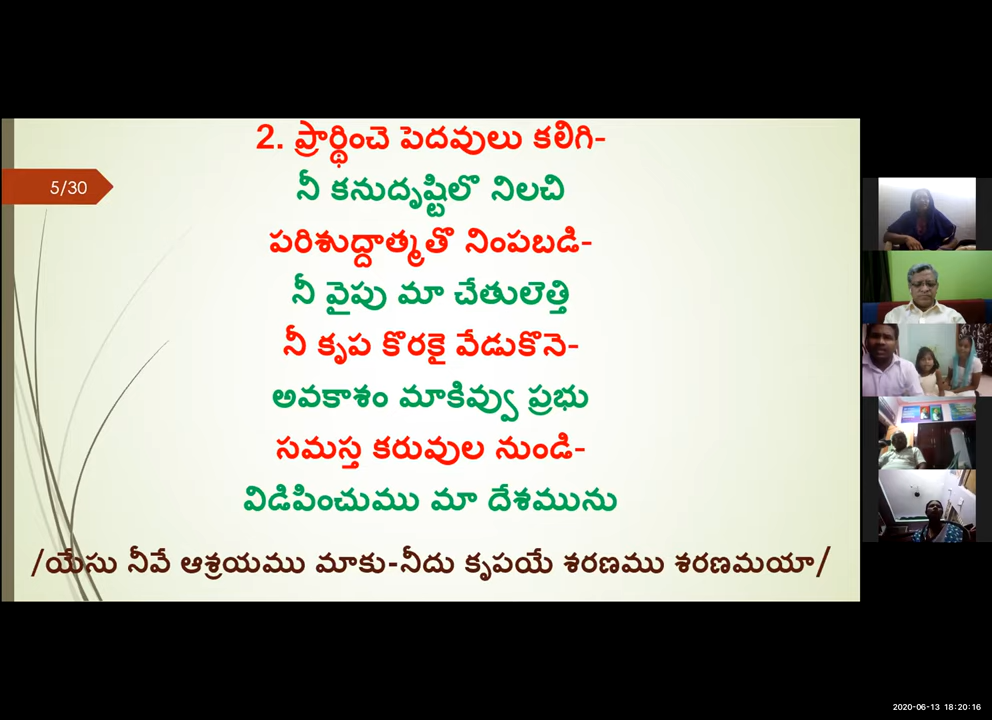 2. ప్రార్థించె పెదవులు కలిగి-
5/30
నీ కనుదృష్టిలొ నిలచి
పరిశుద్దాత్మతొ నింపబడి-
నీ వైపు మా చేతులెత్తి
నీ కృప కొరకై వేడుకొనె-
అవకాశం మాకివ్వు ప్రభు
సమస్త కరువుల నుండి-
విడిపించుము మా దేశమును
/యేసు నీవే ఆశ్రయము మాకు-నీదు కృపయే శరణము శరణమయా/
2020-06-13 18:20:16